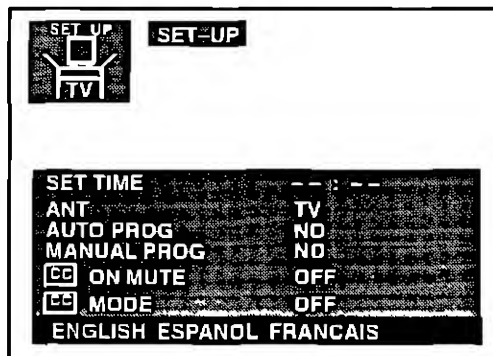 SET UP
SET-UP
TV
SET TIME --:--
ANT TV
AUTO PROG NO
MANUAL PROG NO
CC ON MUTE OFF
CC MODE OFF
ENGLISH ESPANOL FRANCAIS